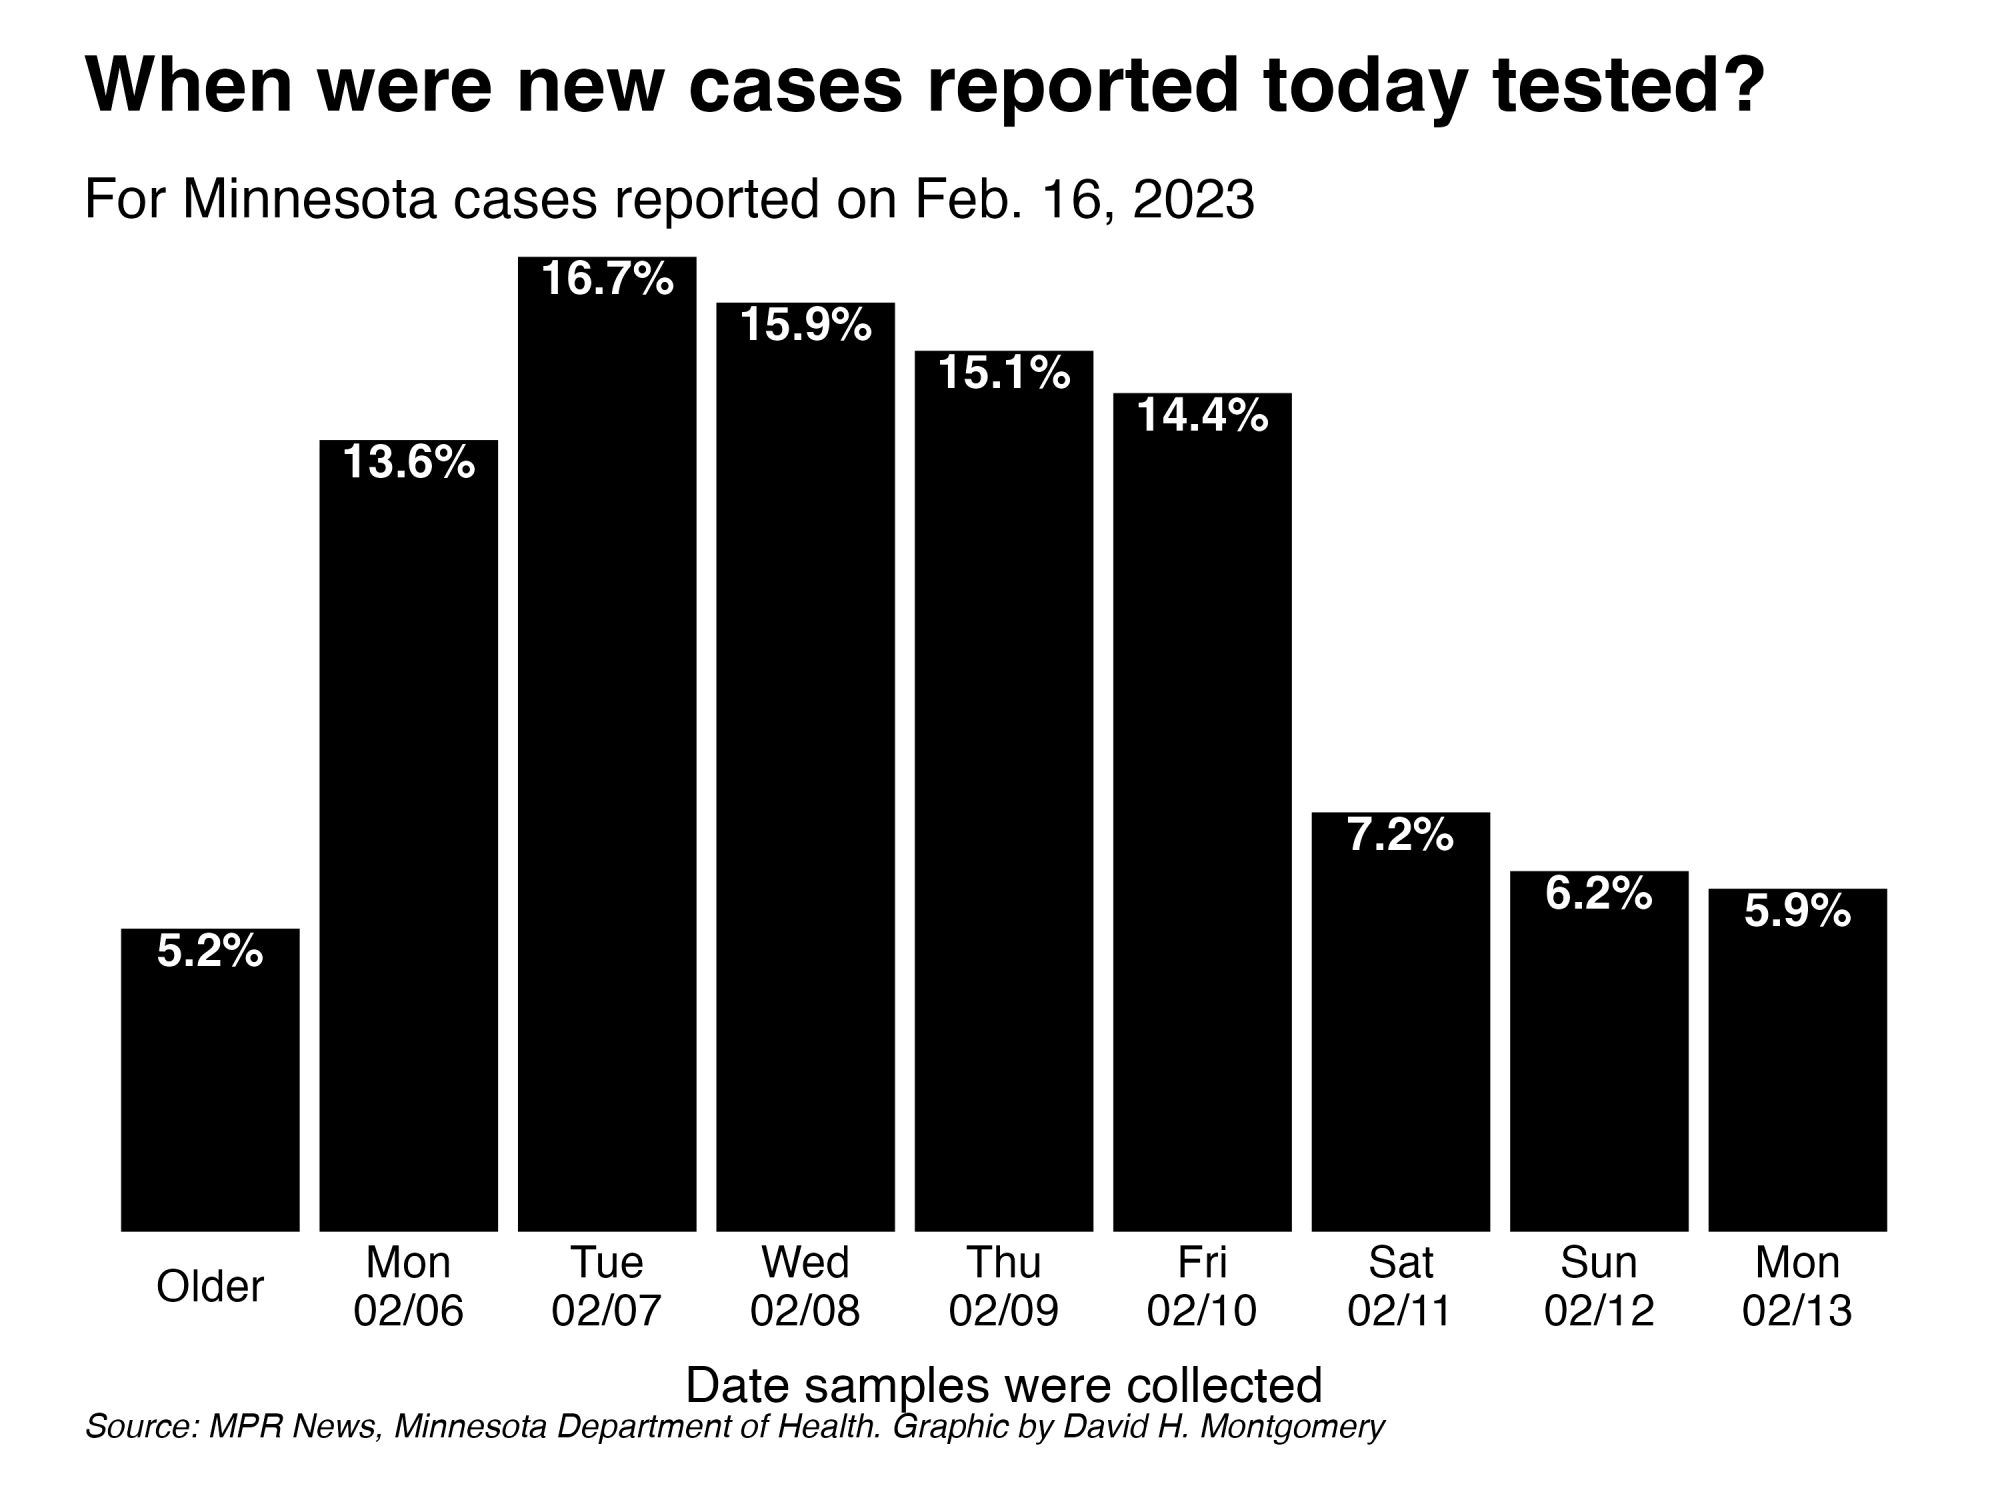 When were new cases reported today tested?
For Minnesota cases reported on Feb. 16, 2023
5.2%
13.6%
16.7%
15.9%
15.1%
14.4%
7.2%
6.2%
5.9%
Older
Mon
02/06
Tue
02/07
Wed
02/08
Thu
02/09
Fri
02/10
Sat
02/11
Sun
02/12
Mon
02/13
Date samples were collected
Source: MPR News, Minnesota Department of Health. Graphic by David H. Montgomery